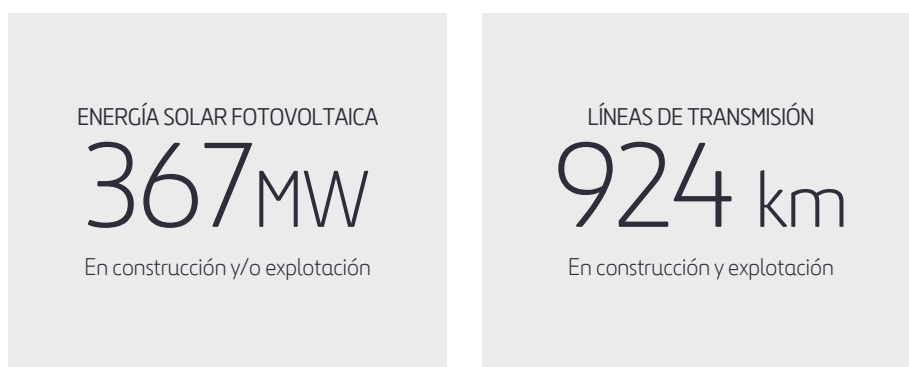 ENERGÍA SOLAR FOTOVOLTAICA
367MW
En construcción y/o explotación
LÍNEAS DE TRANSMISIÓN
924 km
En construcción y explotación